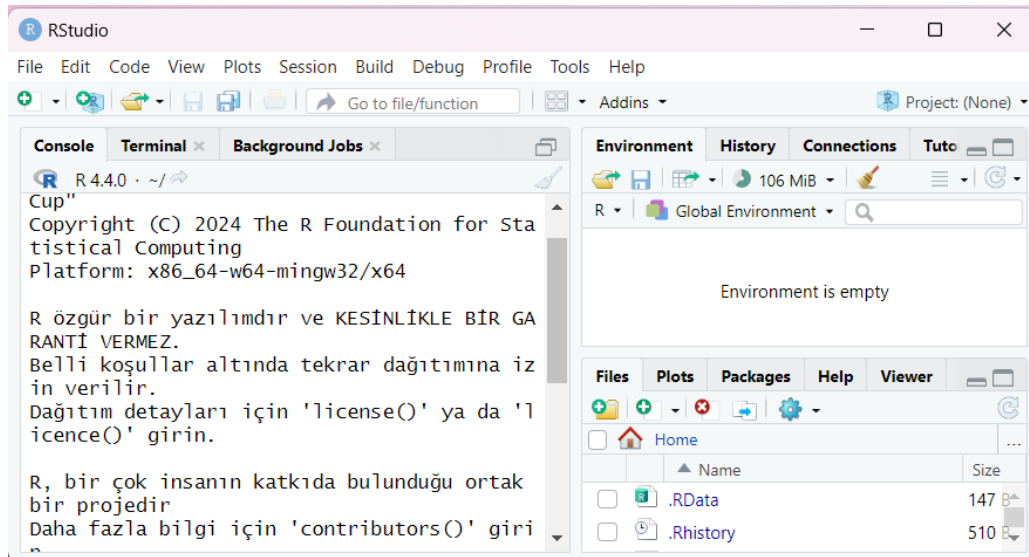 RStudio
File Edit Code View Plots Session Build Debug Profile Tools Help
Go to file/function
Addins
Project: (None)
Console Terminal Background Jobs
R 4.4.0 · ~/
Cup"
Copyright (C) 2024 The R Foundation for Sta
tistical Computing
Platform: x86_64-w64-mingw32/x64
R özgür bir yazılımdır ve KESİNLİKLE BİR GA
RANTİ VERMEZ.
Belli koşullar altında tekrar dağıtımına iz
in verilir.
Dağıtım detayları için 'license()' ya da 'l
icence()' girin.
R, bir çok insanın katkıda bulunduğu ortak
bir projedir
Daha fazla bilgi için 'contributors()' giri
Environment History Connections Tuto
106 MiB
R Global Environment
Environment is empty
Files Plots Packages Help Viewer
Home ...
Name Size
.RData 147 B
.Rhistory 510 B